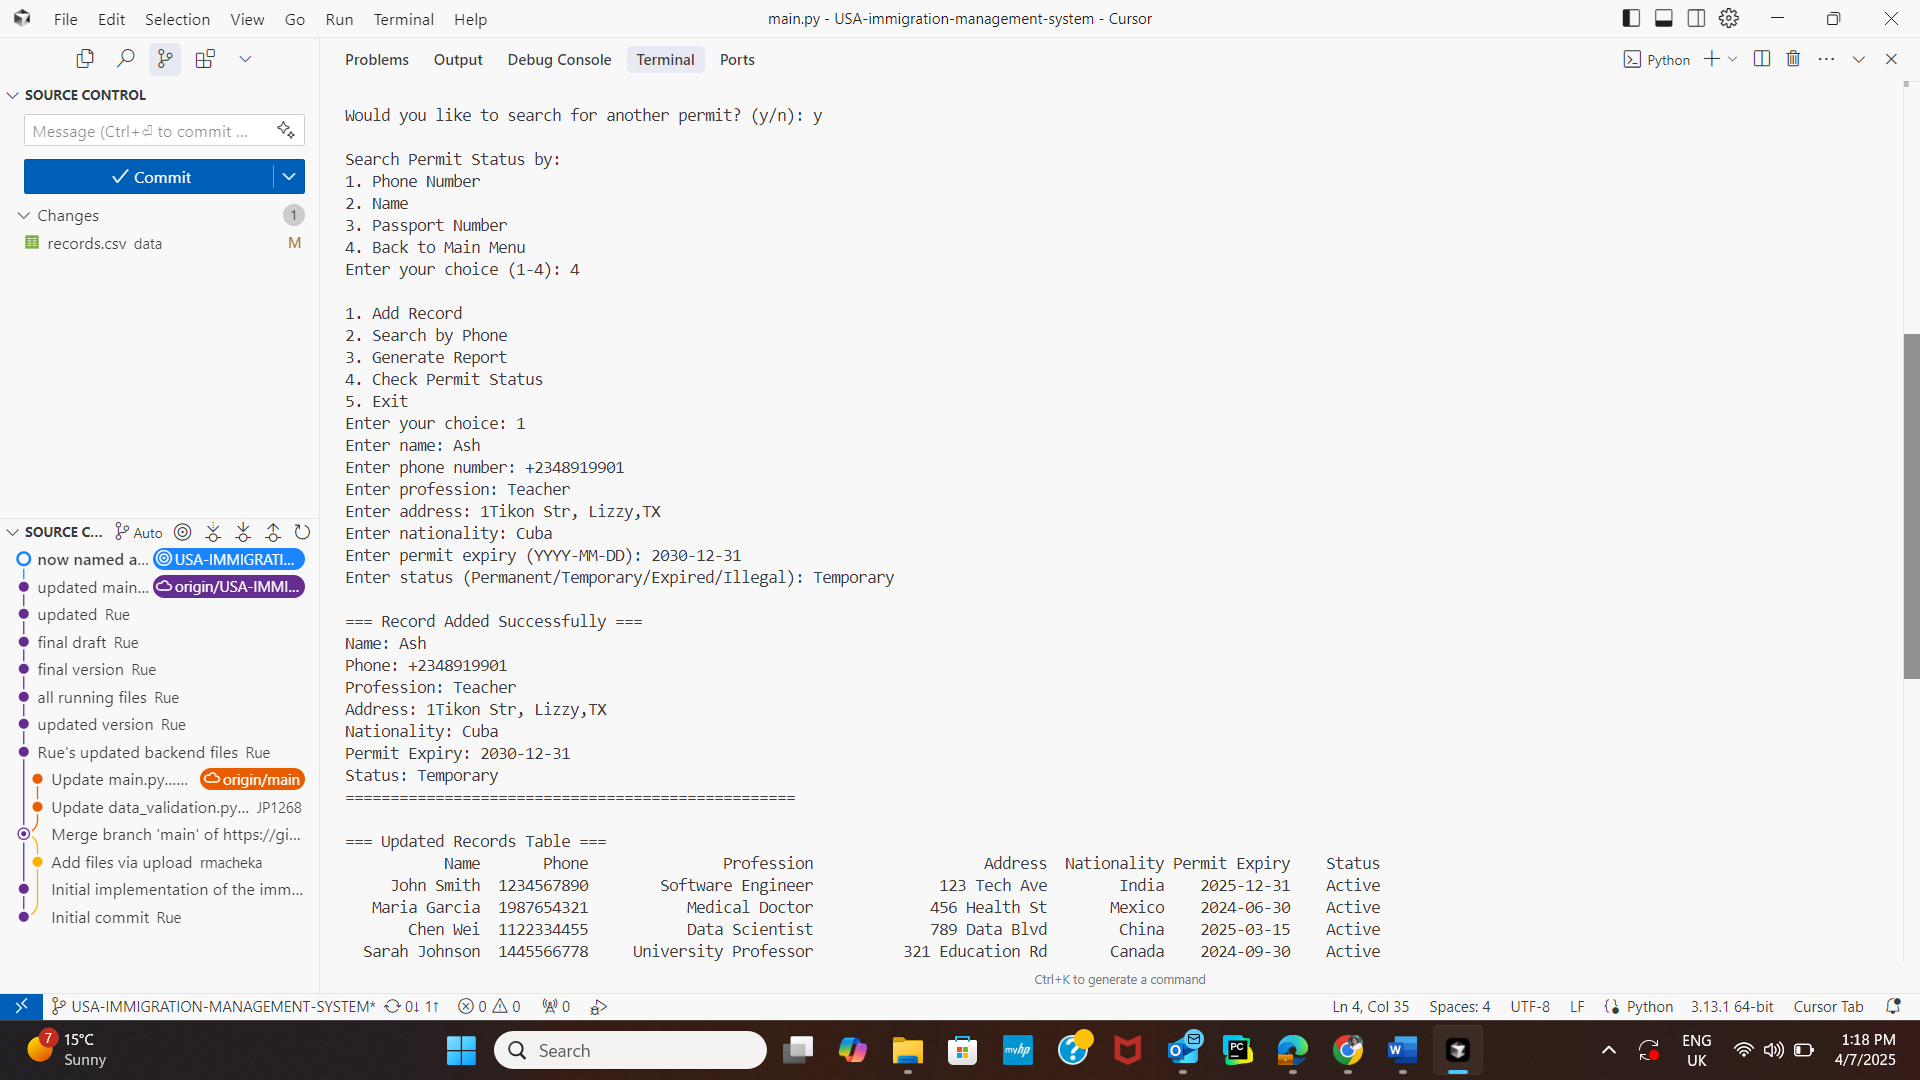 File Edit Selection View Go Run Terminal Help
main.py - USA-immigration-management-system - Cursor
SOURCE CONTROL
Message (Ctrl+⏎ to commit ...
Commit
Changes 1
records.csv data M
SOURCE C... Auto
now named a... USA-IMMIGRATI...
updated main... origin/USA-IMMI...
updated Rue
final draft Rue
final version Rue
all running files Rue
updated version Rue
Rue's updated backend files Rue
Update main.py...... origin/main
Update data_validation.py... JP1268
Merge branch 'main' of https://gi...
Add files via upload rmacheka
Initial implementation of the imm...
Initial commit Rue
Problems Output Debug Console Terminal Ports
Python
Would you like to search for another permit? (y/n): y
Search Permit Status by:
1. Phone Number
2. Name
3. Passport Number
4. Back to Main Menu
Enter your choice (1-4): 4
1. Add Record
2. Search by Phone
3. Generate Report
4. Check Permit Status
5. Exit
Enter your choice: 1
Enter name: Ash
Enter phone number: +2348919901
Enter profession: Teacher
Enter address: 1Tikon Str, Lizzy,TX
Enter nationality: Cuba
Enter permit expiry (YYYY-MM-DD): 2030-12-31
Enter status (Permanent/Temporary/Expired/Illegal): Temporary
=== Record Added Successfully ===
Name: Ash
Phone: +2348919901
Profession: Teacher
Address: 1Tikon Str, Lizzy,TX
Nationality: Cuba
Permit Expiry: 2030-12-31
Status: Temporary
==================================================
=== Updated Records Table ===
Name Phone Profession Address Nationality Permit Expiry Status
John Smith 1234567890 Software Engineer 123 Tech Ave India 2025-12-31 Active
Maria Garcia 1987654321 Medical Doctor 456 Health St Mexico 2024-06-30 Active
Chen Wei 1122334455 Data Scientist 789 Data Blvd China 2025-03-15 Active
Sarah Johnson 1445566778 University Professor 321 Education Rd Canada 2024-09-30 Active
Ctrl+K to generate a command
USA-IMMIGRATION-MANAGEMENT-SYSTEM* 0↓ 1↑ 0 0 0
Ln 4, Col 35 Spaces: 4 UTF-8 LF Python 3.13.1 64-bit Cursor Tab
7 15°C
Sunny
Search
myhp
PC
ENG
UK
1:18 PM
4/7/2025